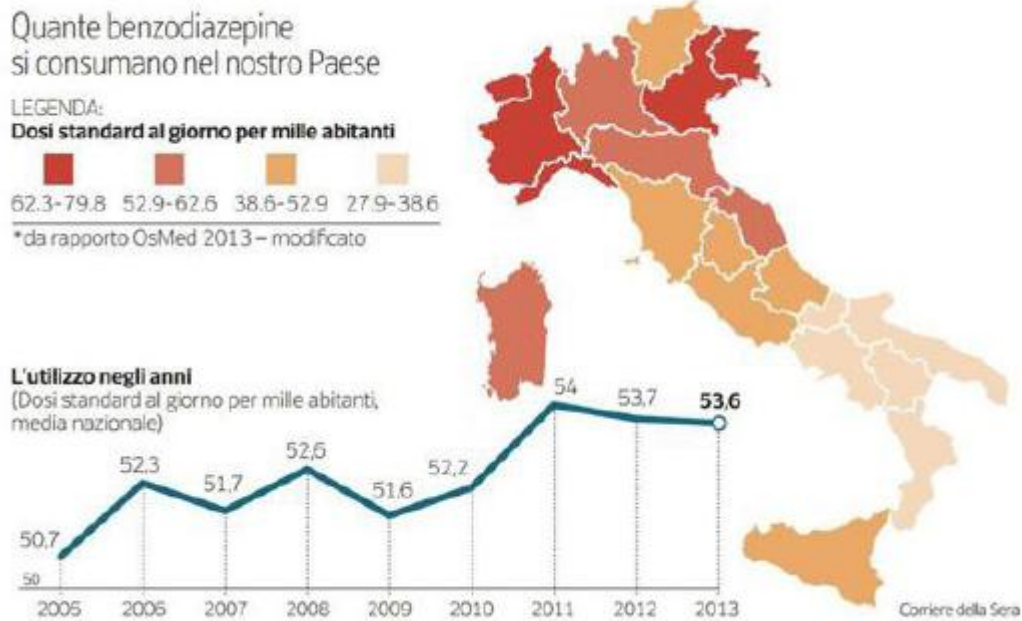 Quante benzodiazepine
si consumano nel nostro Paese
LEGENDA:
Dosi standard al giorno per mille abitanti
62.3-79.8 52.9-62.6 38.6-52.9 27.9-38.6
*da rapporto OsMed 2013 – modificato
L'utilizzo negli anni
(Dosi standard al giorno per mille abitanti,
media nazionale)
50,7
52,3
51,7
52,6
51,6
52,2
54
53,7
53,6
50
2005 2006 2007 2008 2009 2010 2011 2012 2013
Corriere della Sera